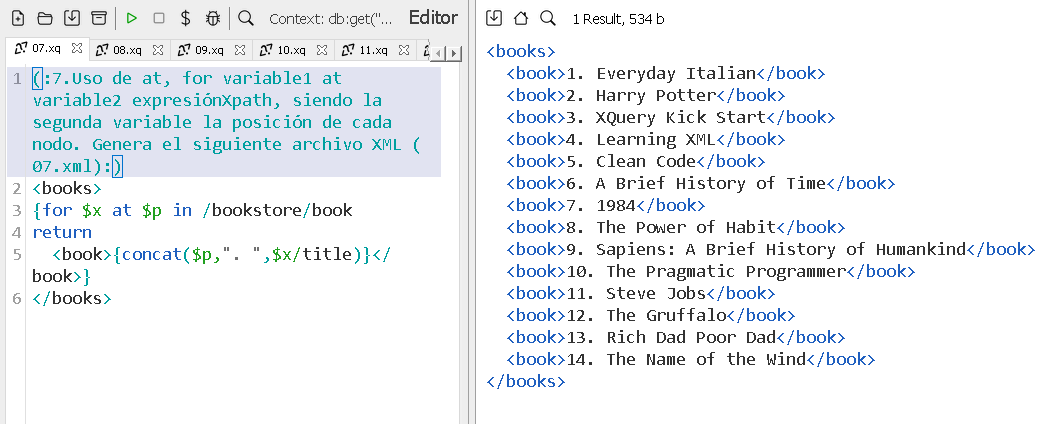 Context: db:get("... Editor
1 Result, 534 b
07.xq 08.xq 09.xq 10.xq 11.xq
1 (:7.Uso de at, for variable1 at
variable2 expresiónXpath, siendo la
segunda variable la posición de cada
nodo. Genera el siguiente archivo XML (
07.xml):)
2 <books>
3 {for $x at $p in /bookstore/book
4 return
5 <book>{concat($p,". ",$x/title)}</
book>}
6 </books>
<books>
<book>1. Everyday Italian</book>
<book>2. Harry Potter</book>
<book>3. XQuery Kick Start</book>
<book>4. Learning XML</book>
<book>5. Clean Code</book>
<book>6. A Brief History of Time</book>
<book>7. 1984</book>
<book>8. The Power of Habit</book>
<book>9. Sapiens: A Brief History of Humankind</book>
<book>10. The Pragmatic Programmer</book>
<book>11. Steve Jobs</book>
<book>12. The Gruffalo</book>
<book>13. Rich Dad Poor Dad</book>
<book>14. The Name of the Wind</book>
</books>